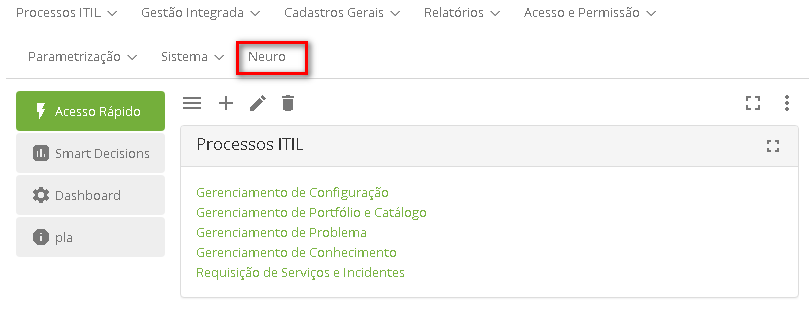 Processos ITIL Gestão Integrada Cadastros Gerais Relatórios Acesso e Permissão
Parametrização Sistema Neuro
Acesso Rápido
Smart Decisions
Dashboard
pla
Processos ITIL
Gerenciamento de Configuração
Gerenciamento de Portfólio e Catálogo
Gerenciamento de Problema
Gerenciamento de Conhecimento
Requisição de Serviços e Incidentes